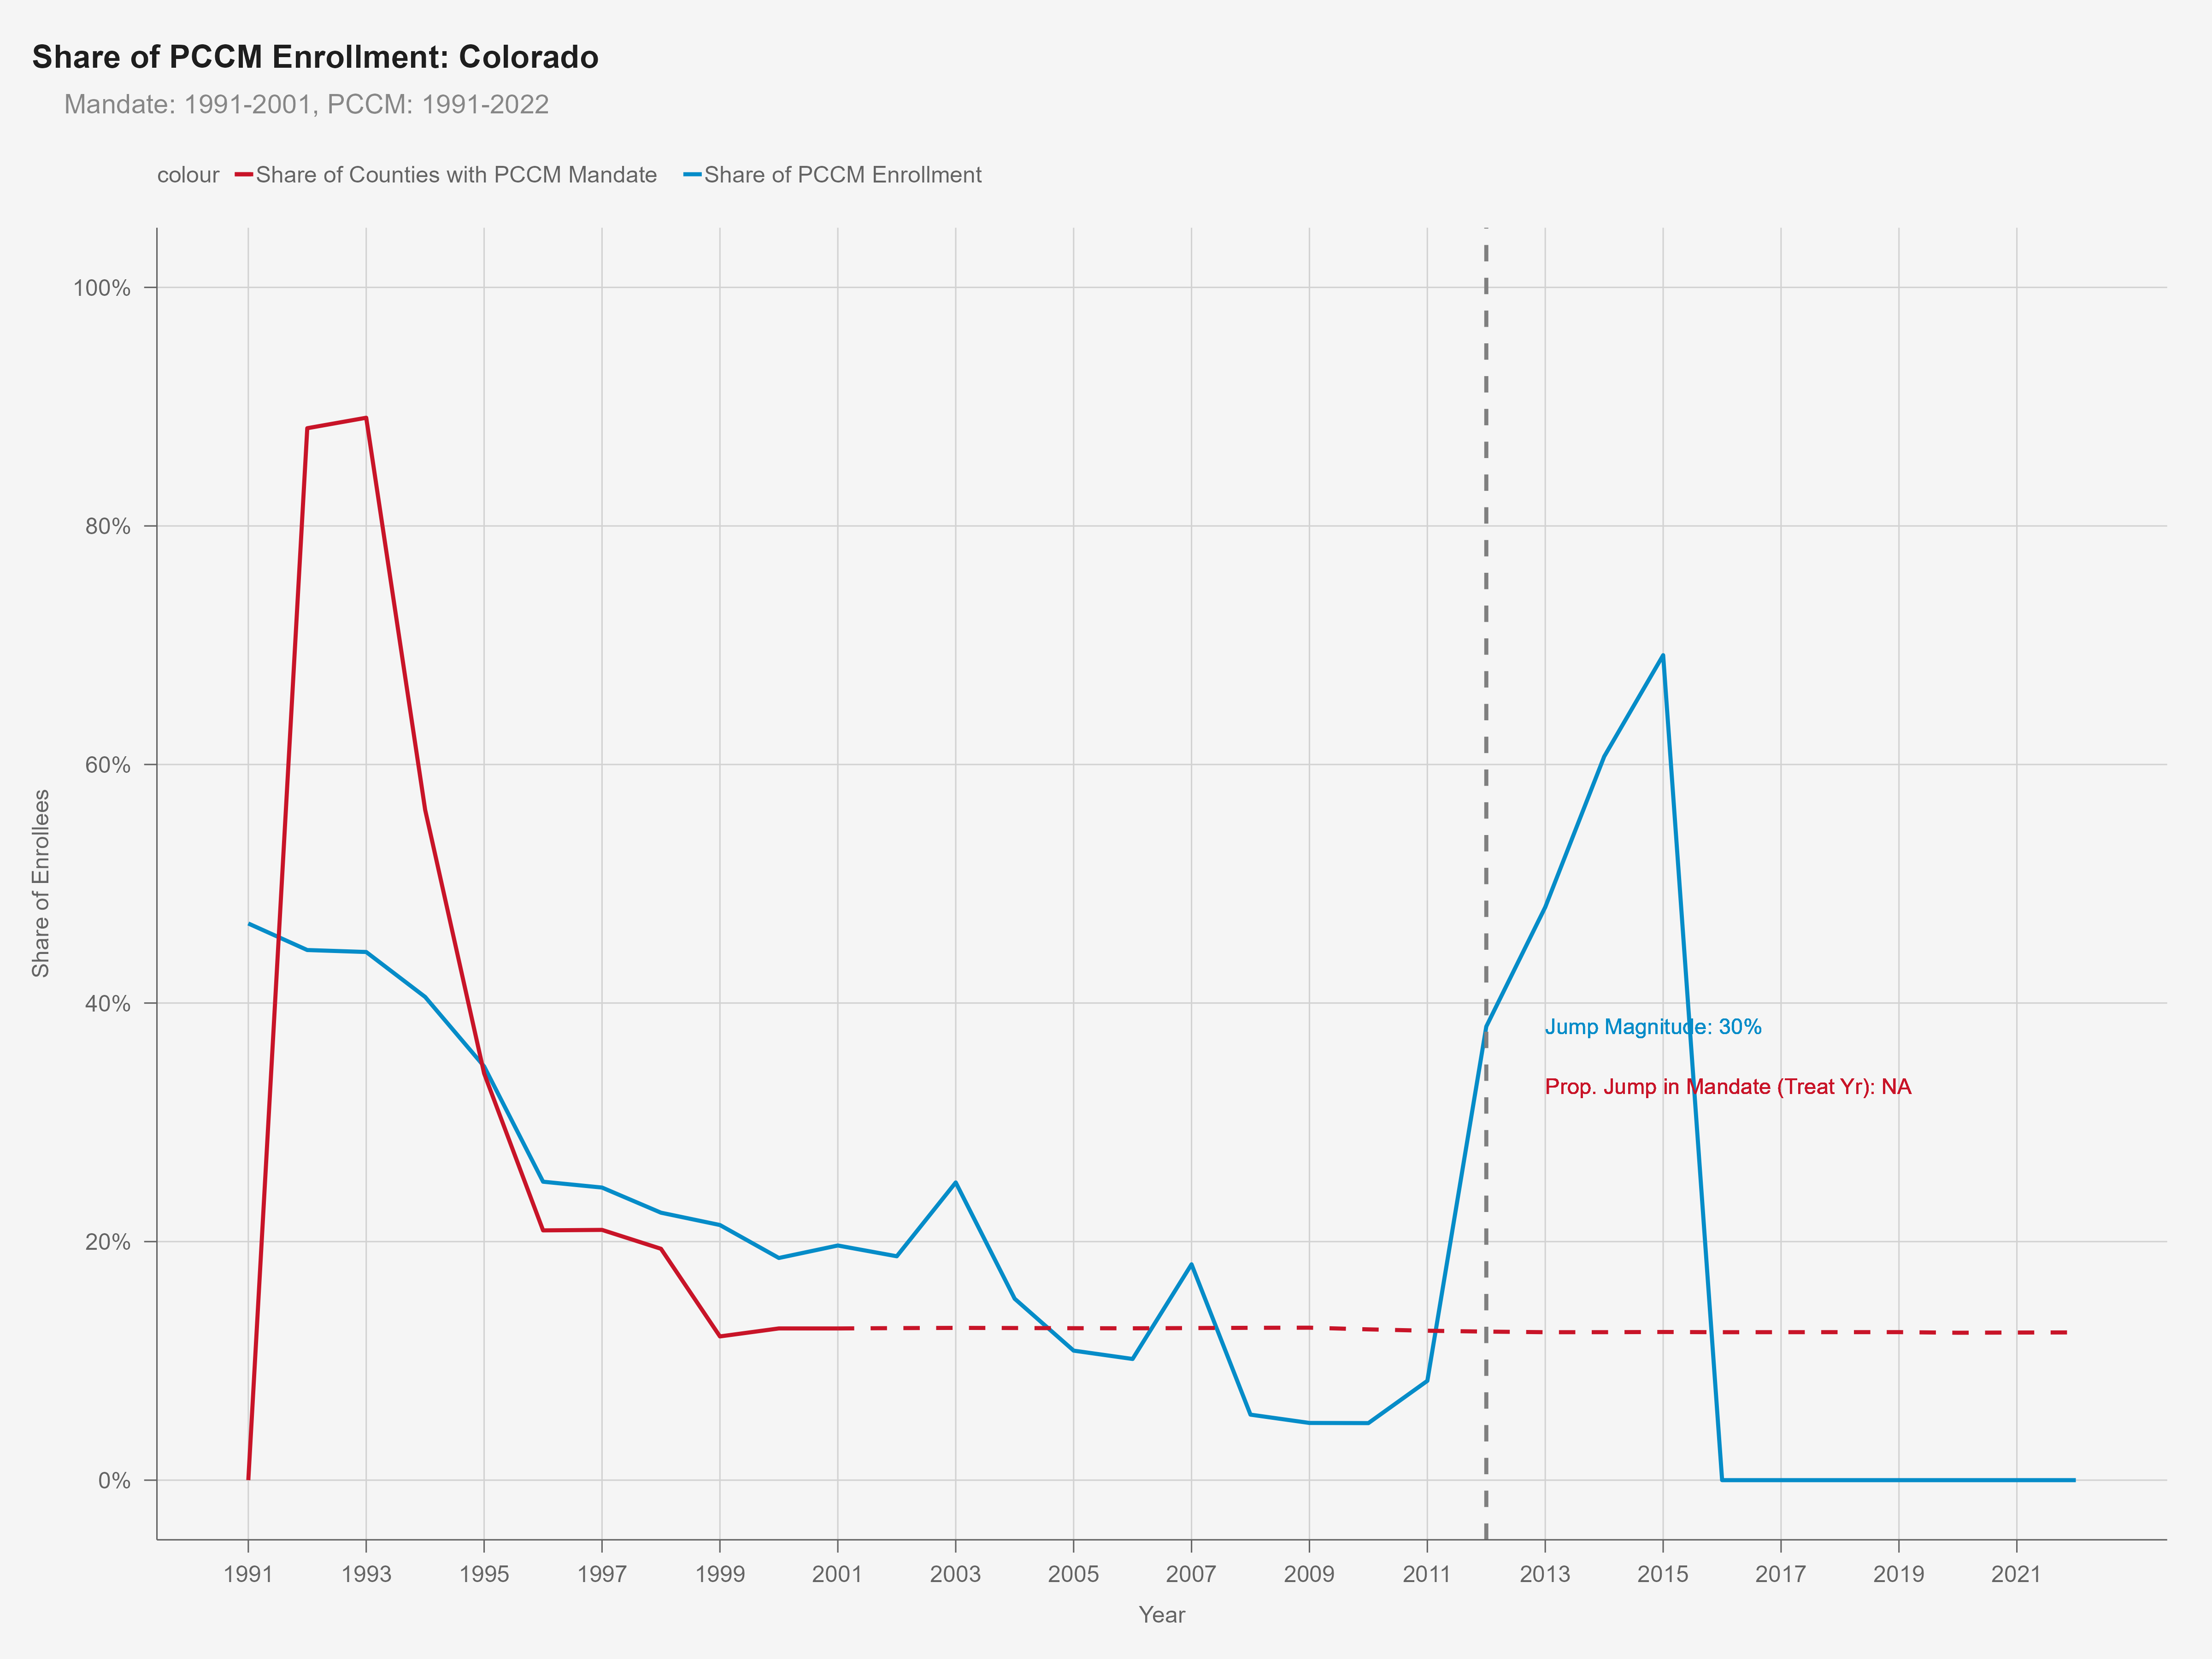 Share of PCCM Enrollment: Colorado
Mandate: 1991-2001, PCCM: 1991-2022
colour Share of Counties with PCCM Mandate Share of PCCM Enrollment
Share of Enrollees
100%
80%
60%
40%
20%
0%
Jump Magnitude: 30%
Prop. Jump in Mandate (Treat Yr): NA
1991 1993 1995 1997 1999 2001 2003 2005 2007 2009 2011 2013 2015 2017 2019 2021
Year